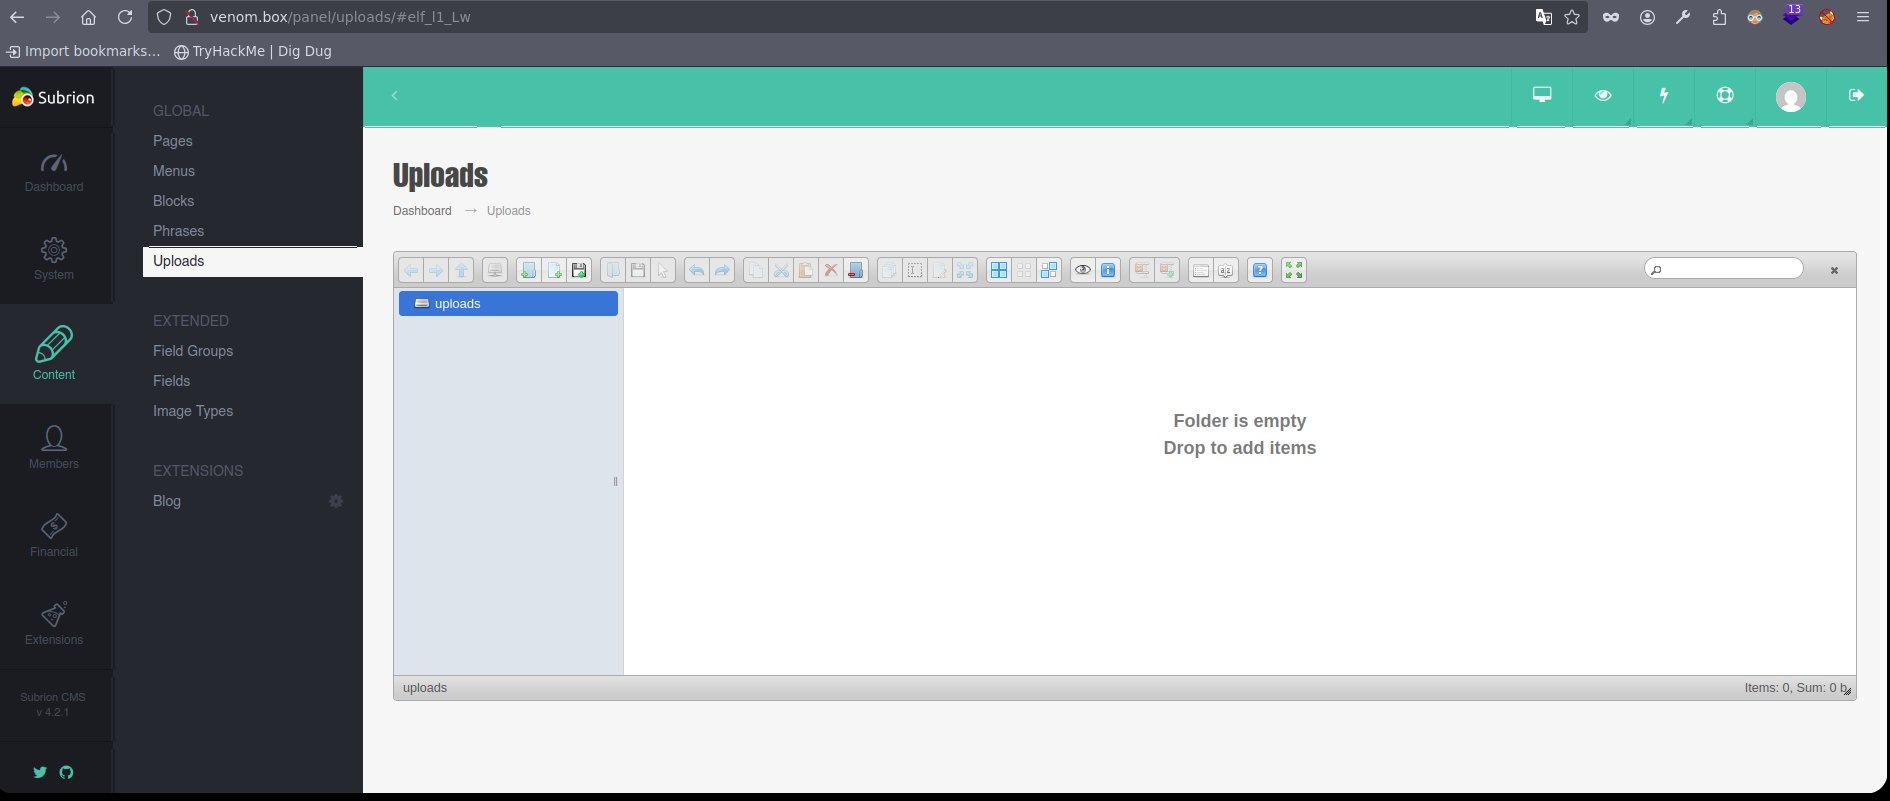 venom.box/panel/uploads/#elf_l1_Lw
13
Import bookmarks...
TryHackMe | Dig Dug
Subrion
Dashboard
System
Content
Members
Financial
Extensions
Subrion CMS
v 4.2.1
GLOBAL
Pages
Menus
Blocks
Phrases
Uploads
EXTENDED
Field Groups
Fields
Image Types
EXTENSIONS
Blog
Uploads
Dashboard → Uploads
uploads
Folder is empty
Drop to add items
uploads
Items: 0, Sum: 0 b